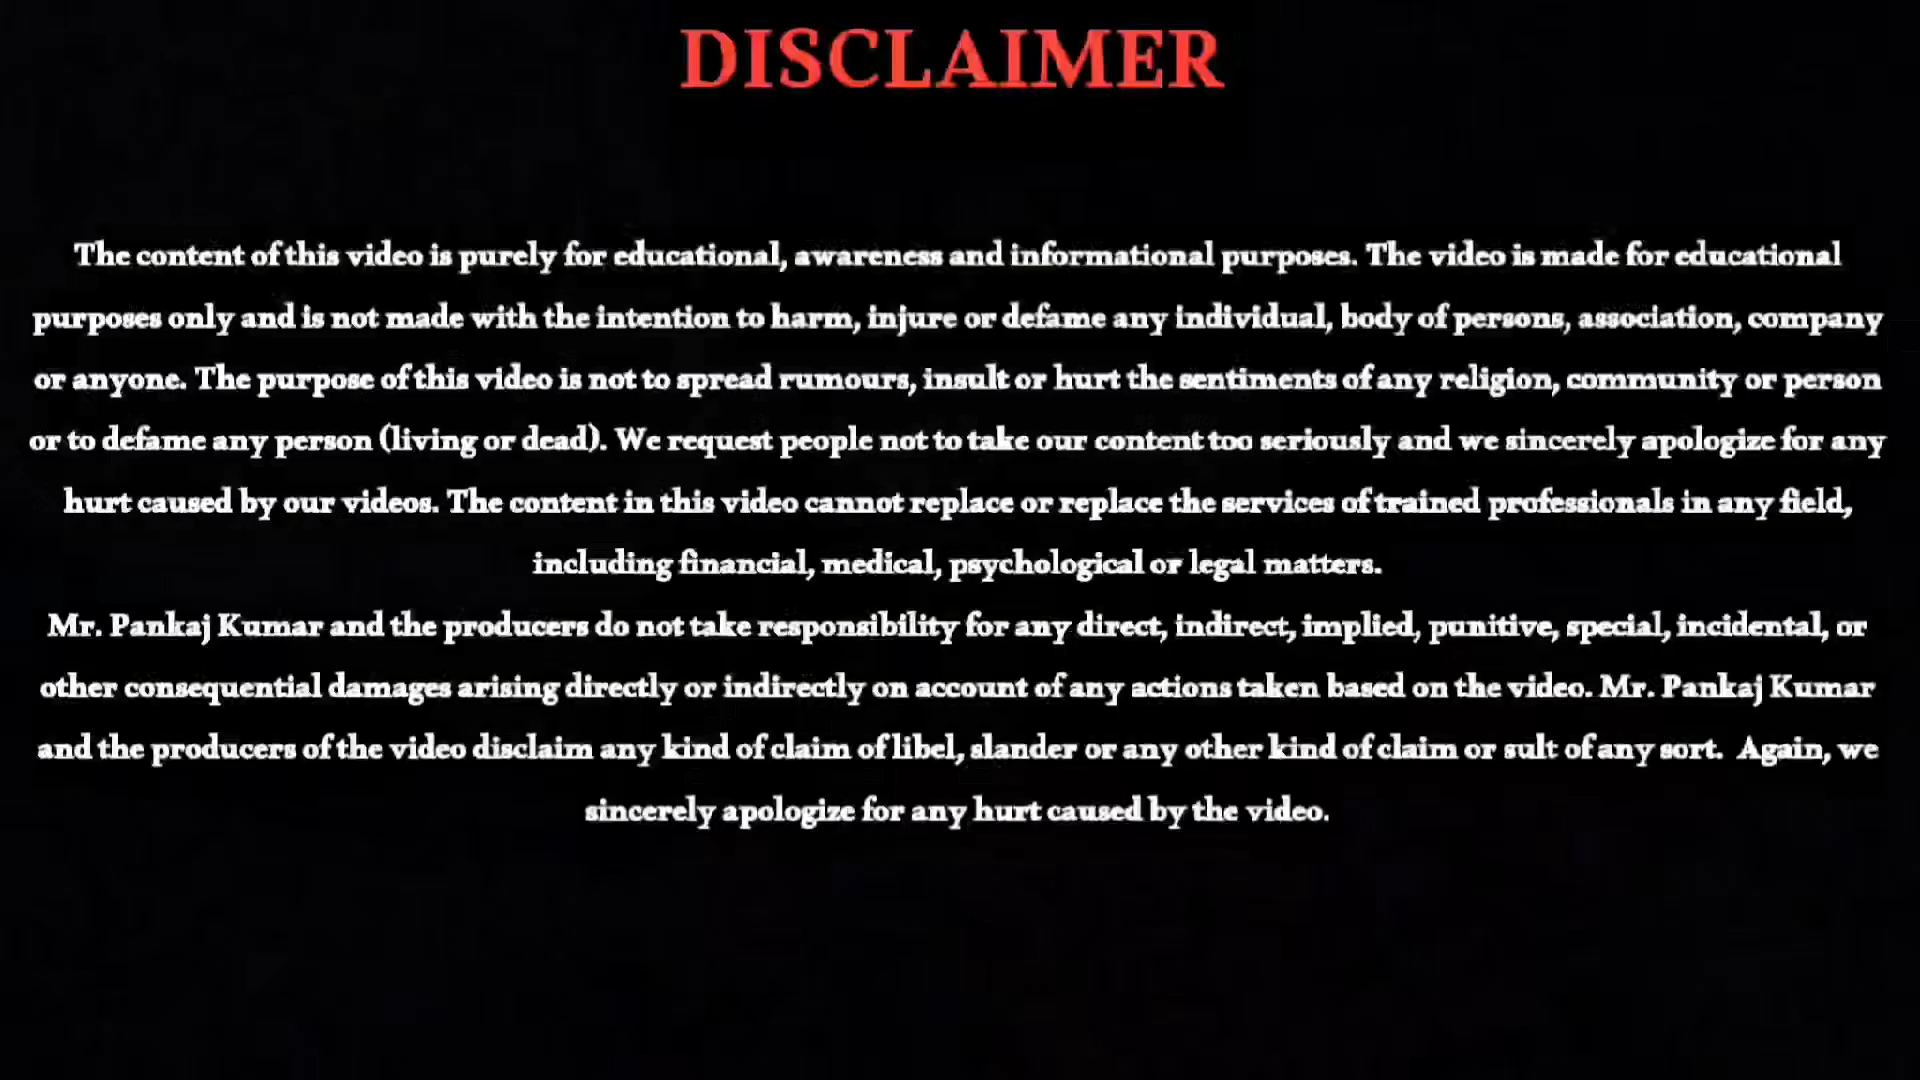 DISCLAIMER
The content of this video is purely for educational, awareness and informational purposes. The video is made for educational
purposes only and is not made with the intention to harm, injure or defame any individual, body of persons, association, company
or anyone. The purpose of this video is not to spread rumours, insult or hurt the sentiments of any religion, community or person
or to defame any person (living or dead). We request people not to take our content too seriously and we sincerely apologize for any
hurt caused by our videos. The content in this video cannot replace or replace the services of trained professionals in any field,
including financial, medical, psychological or legal matters.
Mr. Pankaj Kumar and the producers do not take responsibility for any direct, indirect, implied, punitive, special, incidental, or
other consequential damages arising directly or indirectly on account of any actions taken based on the video. Mr. Pankaj Kumar
and the producers of the video disclaim any kind of claim of libel, slander or any other kind of claim or suit of any sort. Again, we
sincerely apologize for any hurt caused by the video.